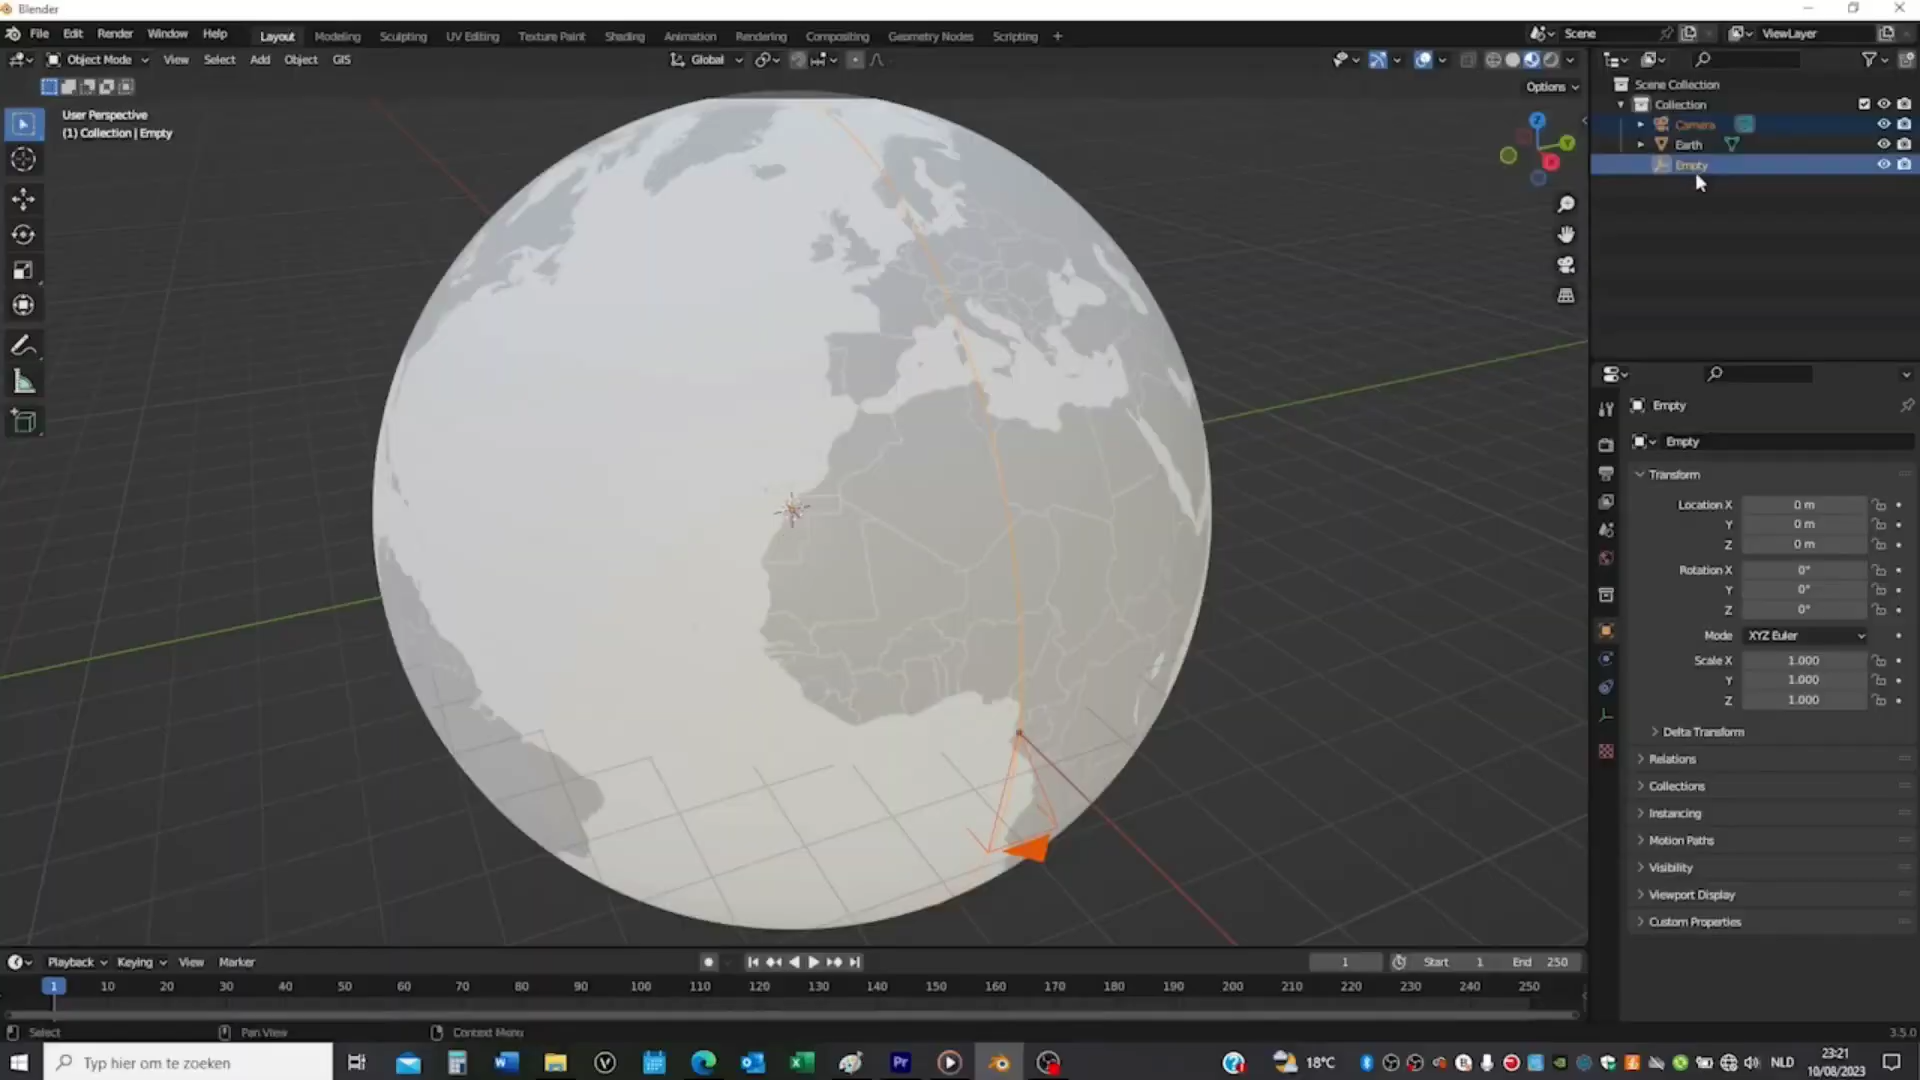 Blender
File Edit Render Window Help Layout Modeling Sculpting UV Editing Texture Paint Shading Animation Rendering Compositing Geometry Nodes Scripting + Scene ViewLayer
Object Mode View Select Add Object GIS Global
Options
User Perspective
(1) Collection | Empty
Z
Y
X
Scene Collection
Collection
Camera
Earth
Empty
Empty
Empty
Transform
Location X 0 m
Y 0 m
Z 0 m
Rotation X 0°
Y 0°
Z 0°
Mode XYZ Euler
Scale X 1.000
Y 1.000
Z 1.000
Delta Transform
Relations
Collections
Instancing
Motion Paths
Visibility
Viewport Display
Custom Properties
Playback Keying View Marker 1 Start 1 End 250
1 10 20 30 40 50 60 70 80 90 100 110 120 130 140 150 160 170 180 190 200 210 220 230 240 250
Select Pan View Context Menu 3.5.0
Typ hier om te zoeken 18°C NLD 23:21
10/08/2023